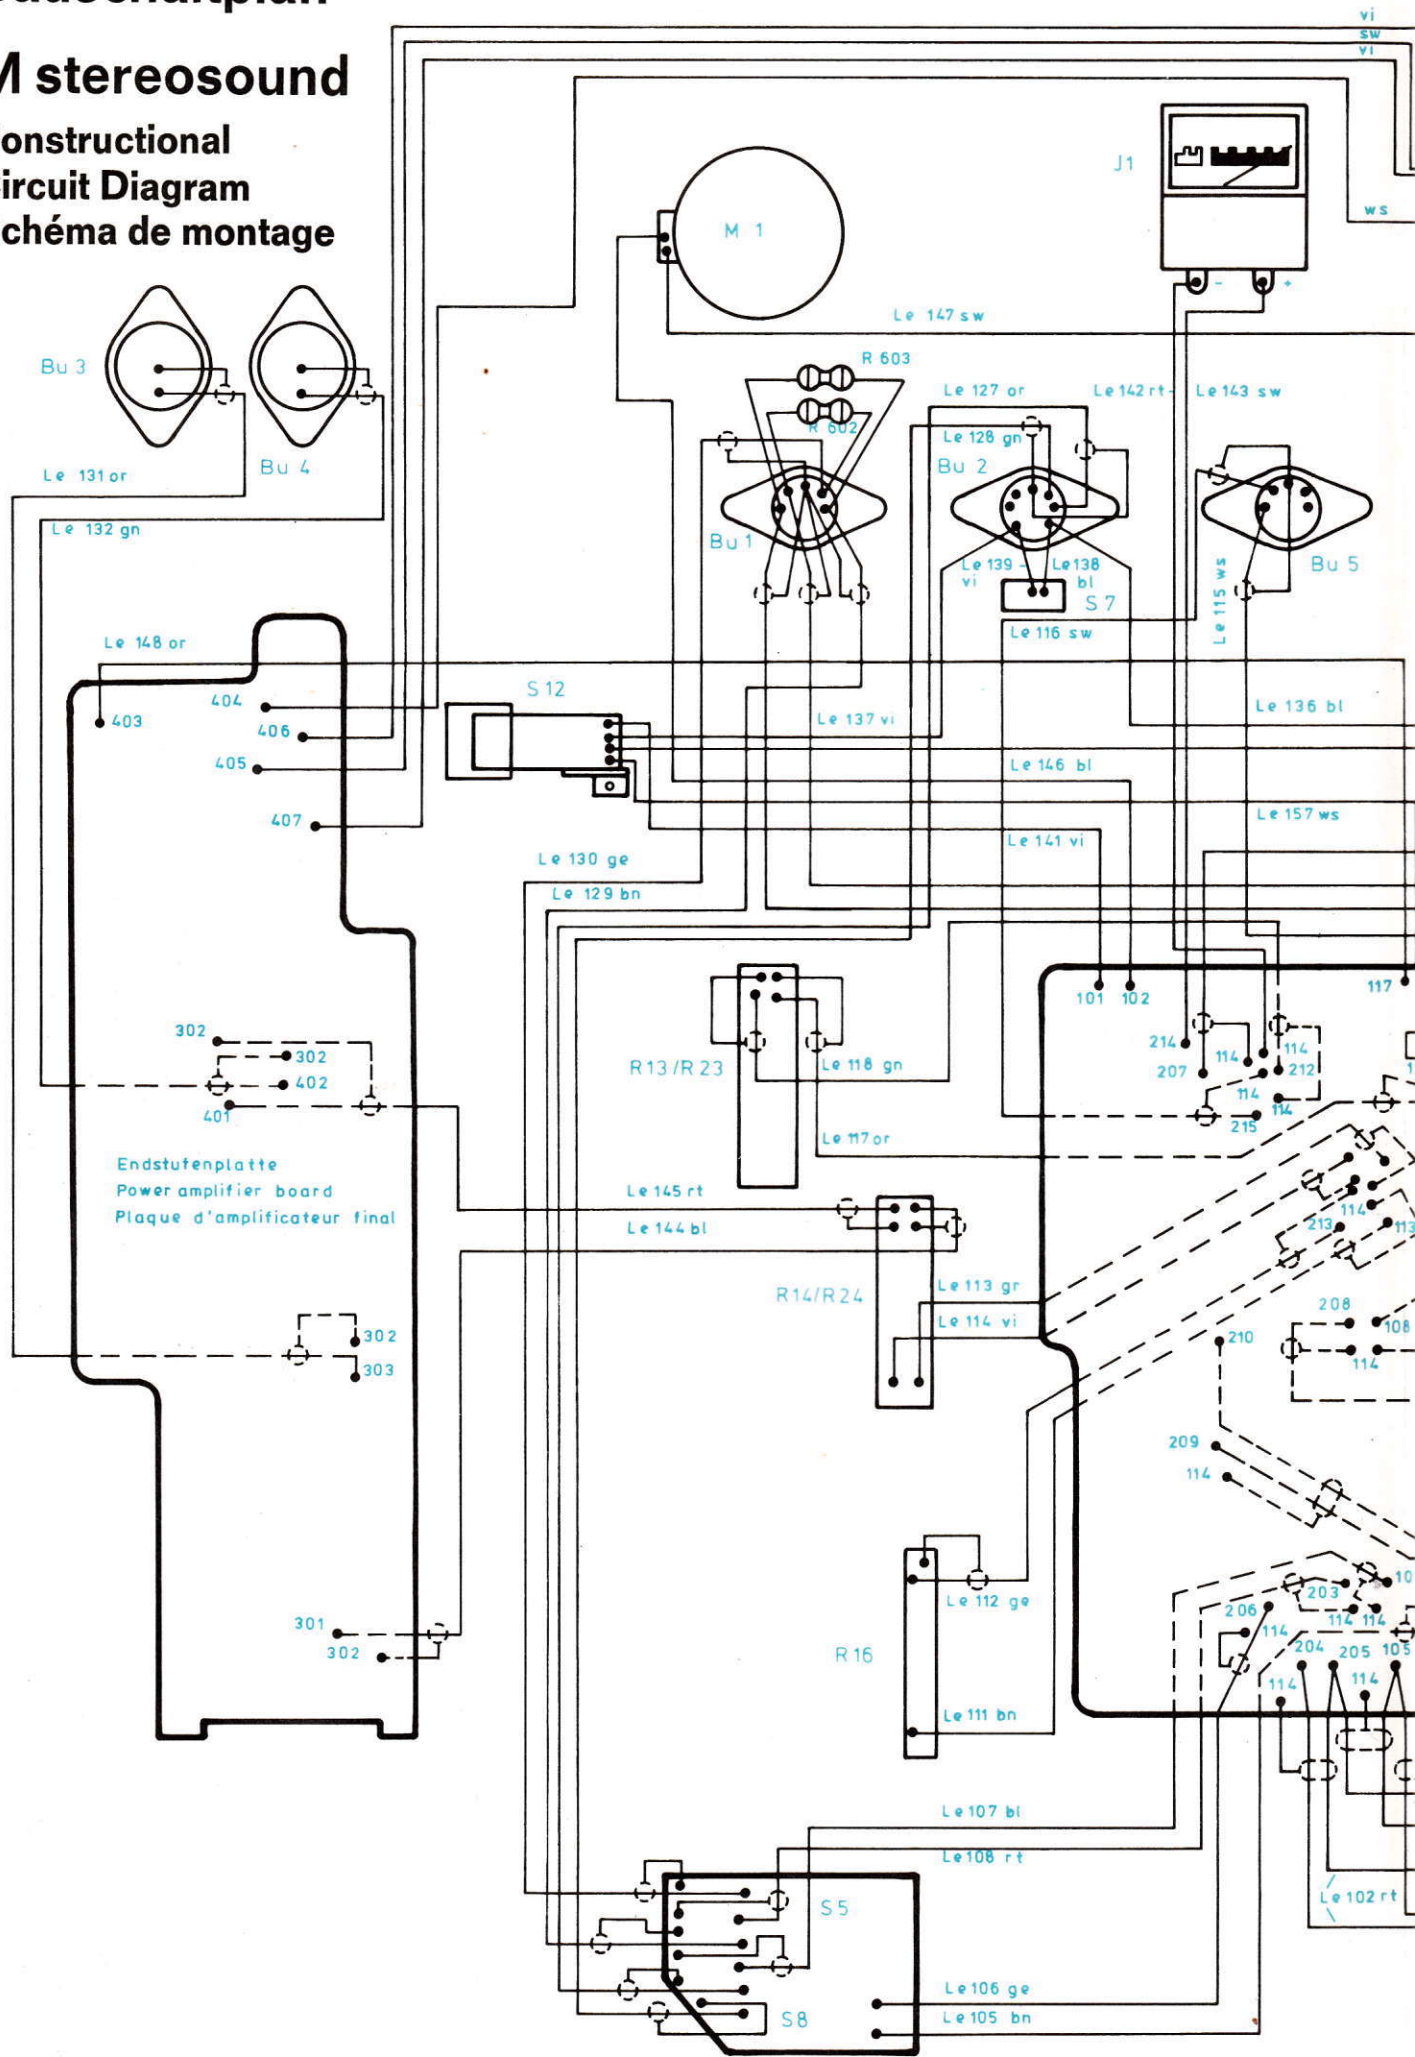 M stereosound
onstructional
ircuit Diagram
chéma de montage
vi
sw
vi
ws
J1
- +
M 1
Le 147 sw
Bu 3
Bu 4
Le 131 or
Le 132 gn
R 603
R 602
Le 127 or
Le 142 rt- Le 143 sw
Le 128 gn
Bu 2
Bu 1
Le 139 - vi
Le 138 bl
S 7
Bu 5
Le 115 ws
Le 116 sw
Le 148 or
403
404
406
405
407
S 12
Le 137 vi
Le 136 bl
Le 146 bl
Le 157 ws
Le 141 vi
Le 130 ge
Le 129 bn
101 102
117
302
302
402
401
R13/R23
Le 118 gn
214
114
114
207
212
114
114
215
Le 117 or
Endstufenplatte
Power amplifier board
Plaque d'amplificateur final
Le 145 rt
Le 144 bl
114
213
113
R14/R24
Le 113 gr
Le 114 vi
208
108
210
114
302
303
209
114
301
302
R 16
Le 112 ge
Le 111 bn
203
10
206
114
114 114
204 205 105
114
114
Le 107 bl
Le 108 rt
Le 102 rt
S 5
S 8
Le 106 ge
Le 105 bn